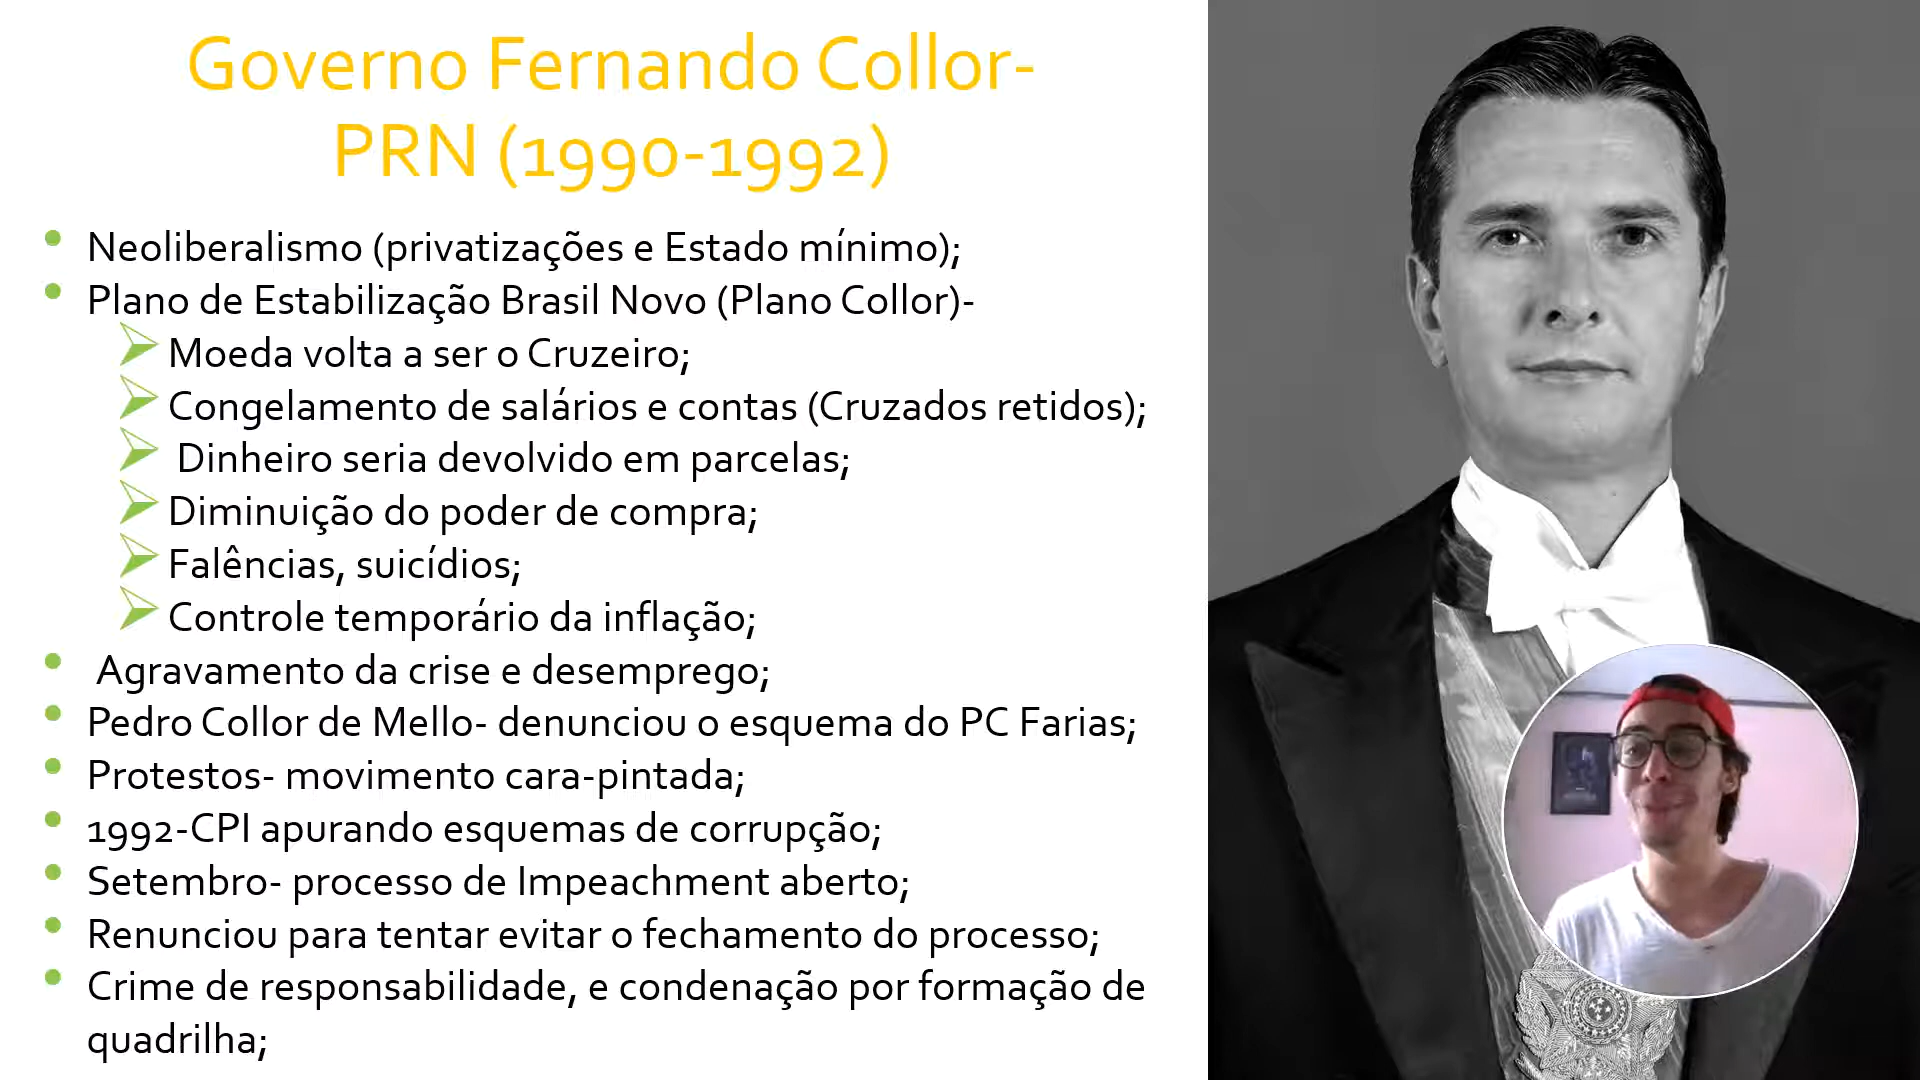 Governo Fernando Collor-
PRN (1990-1992)
Neoliberalismo (privatizações e Estado mínimo);
Plano de Estabilização Brasil Novo (Plano Collor)-
Moeda volta a ser o Cruzeiro;
Congelamento de salários e contas (Cruzados retidos);
Dinheiro seria devolvido em parcelas;
Diminuição do poder de compra;
Falências, suicídios;
Controle temporário da inflação;
Agravamento da crise e desemprego;
Pedro Collor de Mello- denunciou o esquema do PC Farias;
Protestos- movimento cara-pintada;
1992-CPI apurando esquemas de corrupção;
Setembro- processo de Impeachment aberto;
Renunciou para tentar evitar o fechamento do processo;
Crime de responsabilidade, e condenação por formação de
quadrilha;